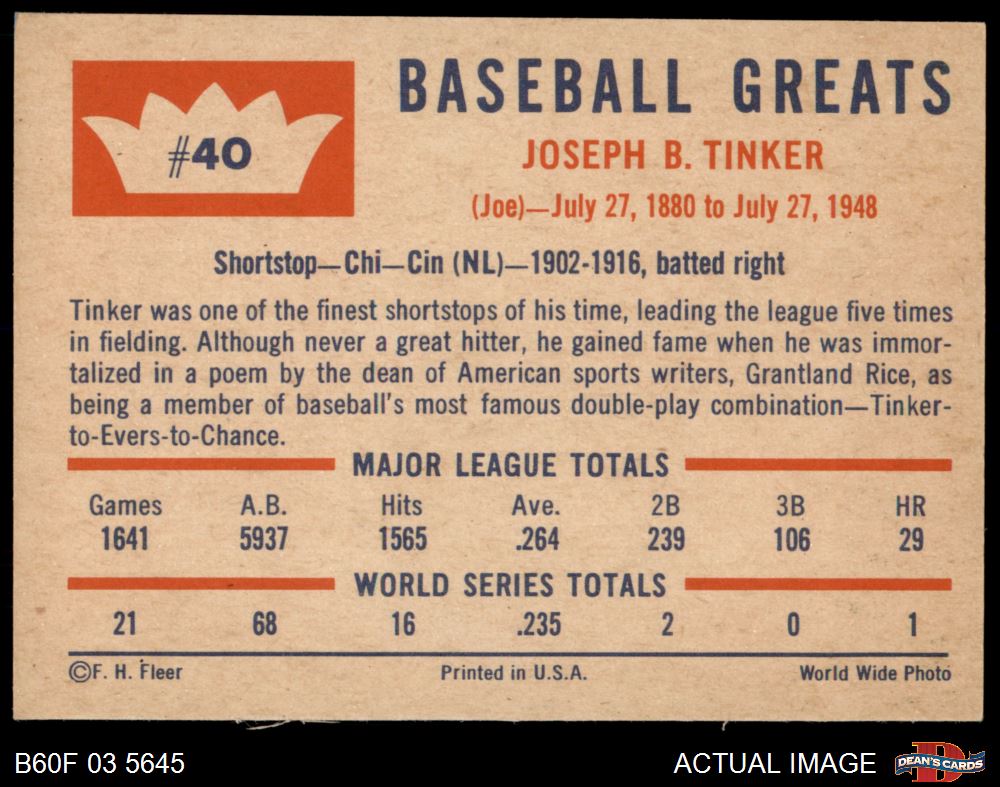 #40
BASEBALL GREATS
JOSEPH B. TINKER
(Joe)—July 27, 1880 to July 27, 1948
Shortstop—Chi—Cin (NL)—1902-1916, batted right
Tinker was one of the finest shortstops of his time, leading the league five times
in fielding. Although never a great hitter, he gained fame when he was immor-
talized in a poem by the dean of American sports writers, Grantland Rice, as
being a member of baseball's most famous double-play combination—Tinker-
to-Evers-to-Chance.
MAJOR LEAGUE TOTALS
Games A.B. Hits Ave. 2B 3B HR
1641 5937 1565 .264 239 106 29
WORLD SERIES TOTALS
21 68 16 .235 2 0 1
©F. H. Fleer Printed in U.S.A. World Wide Photo
B60F 03 5645 ACTUAL IMAGE D DEAN'S CARDS